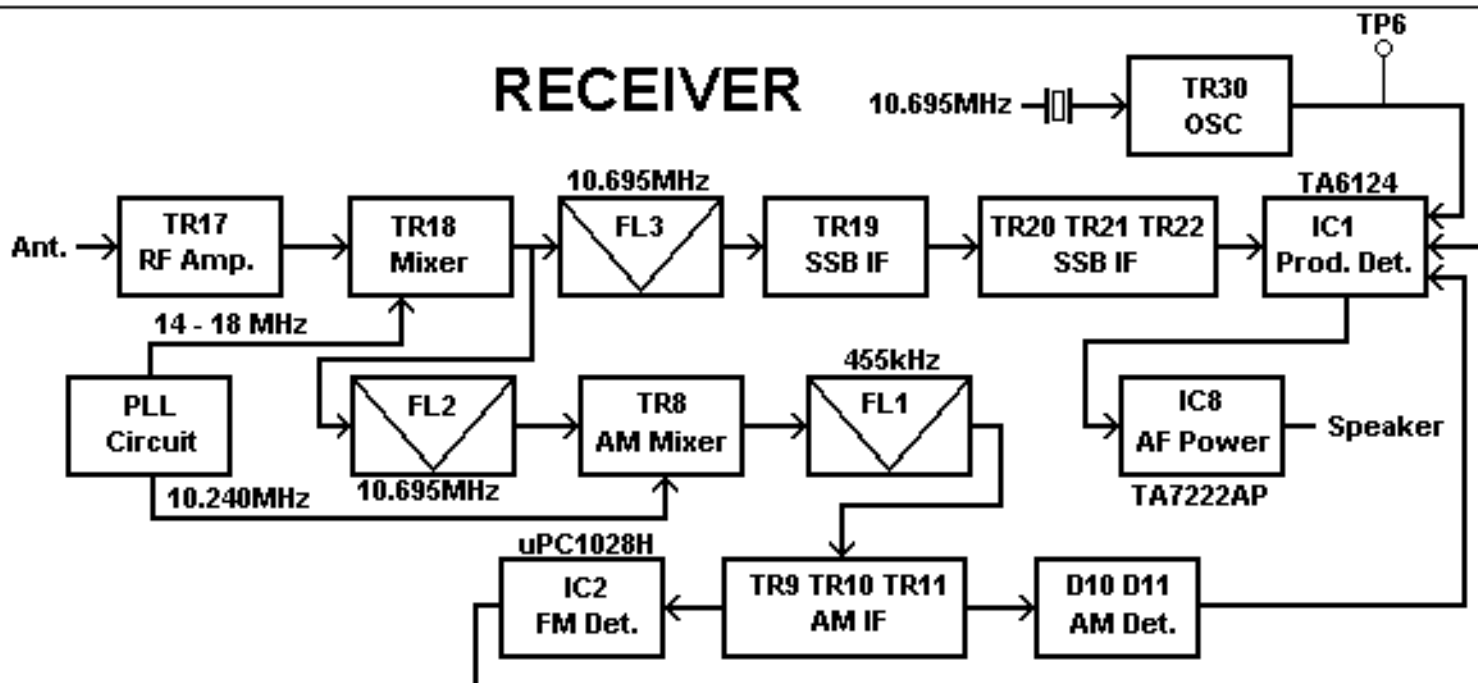 TP6
RECEIVER
10.695MHz
TR30
OSC
10.695MHz
TA6124
Ant.
TR17
RF Amp.
TR18
Mixer
FL3
TR19
SSB IF
TR20 TR21 TR22
SSB IF
IC1
Prod. Det.
14 - 18 MHz
455kHz
PLL
Circuit
FL2
TR8
AM Mixer
FL1
IC8
AF Power
Speaker
10.240MHz
10.695MHz
TA7222AP
uPC1028H
IC2
FM Det.
TR9 TR10 TR11
AM IF
D10 D11
AM Det.